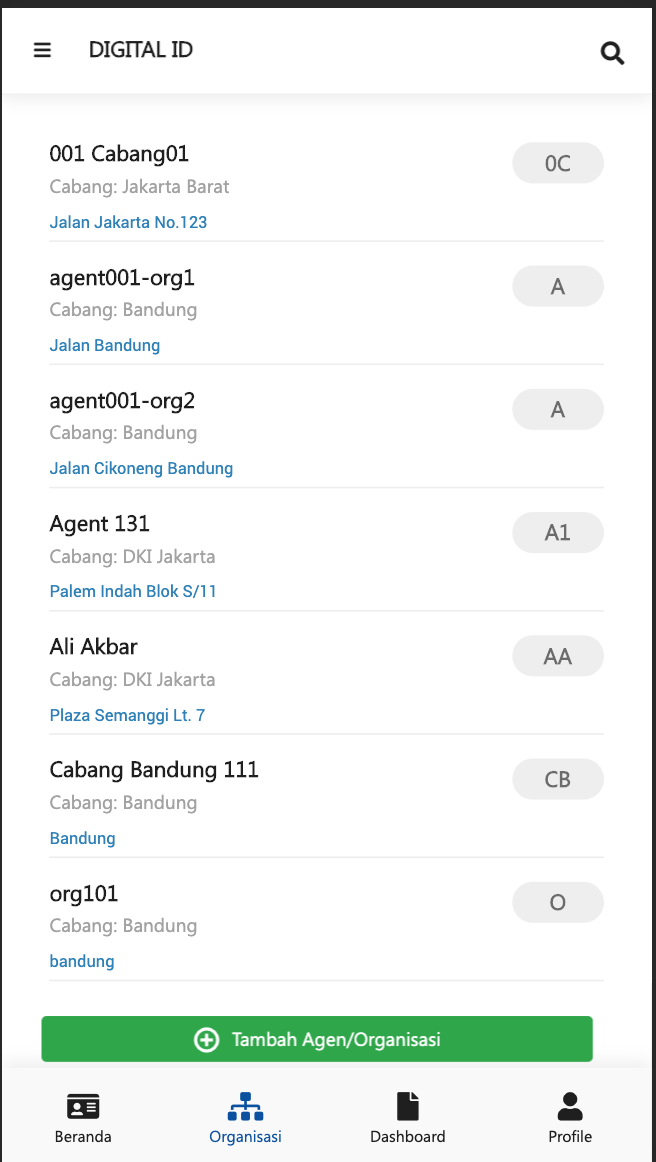 DIGITAL ID
001 Cabang01
0C
Cabang: Jakarta Barat
Jalan Jakarta No.123
agent001-org1
A
Cabang: Bandung
Jalan Bandung
agent001-org2
A
Cabang: Bandung
Jalan Cikoneng Bandung
Agent 131
A1
Cabang: DKI Jakarta
Palem Indah Blok S/11
Ali Akbar
AA
Cabang: DKI Jakarta
Plaza Semanggi Lt. 7
Cabang Bandung 111
CB
Cabang: Bandung
Bandung
org101
O
Cabang: Bandung
bandung
Tambah Agen/Organisasi
Beranda
Organisasi
Dashboard
Profile